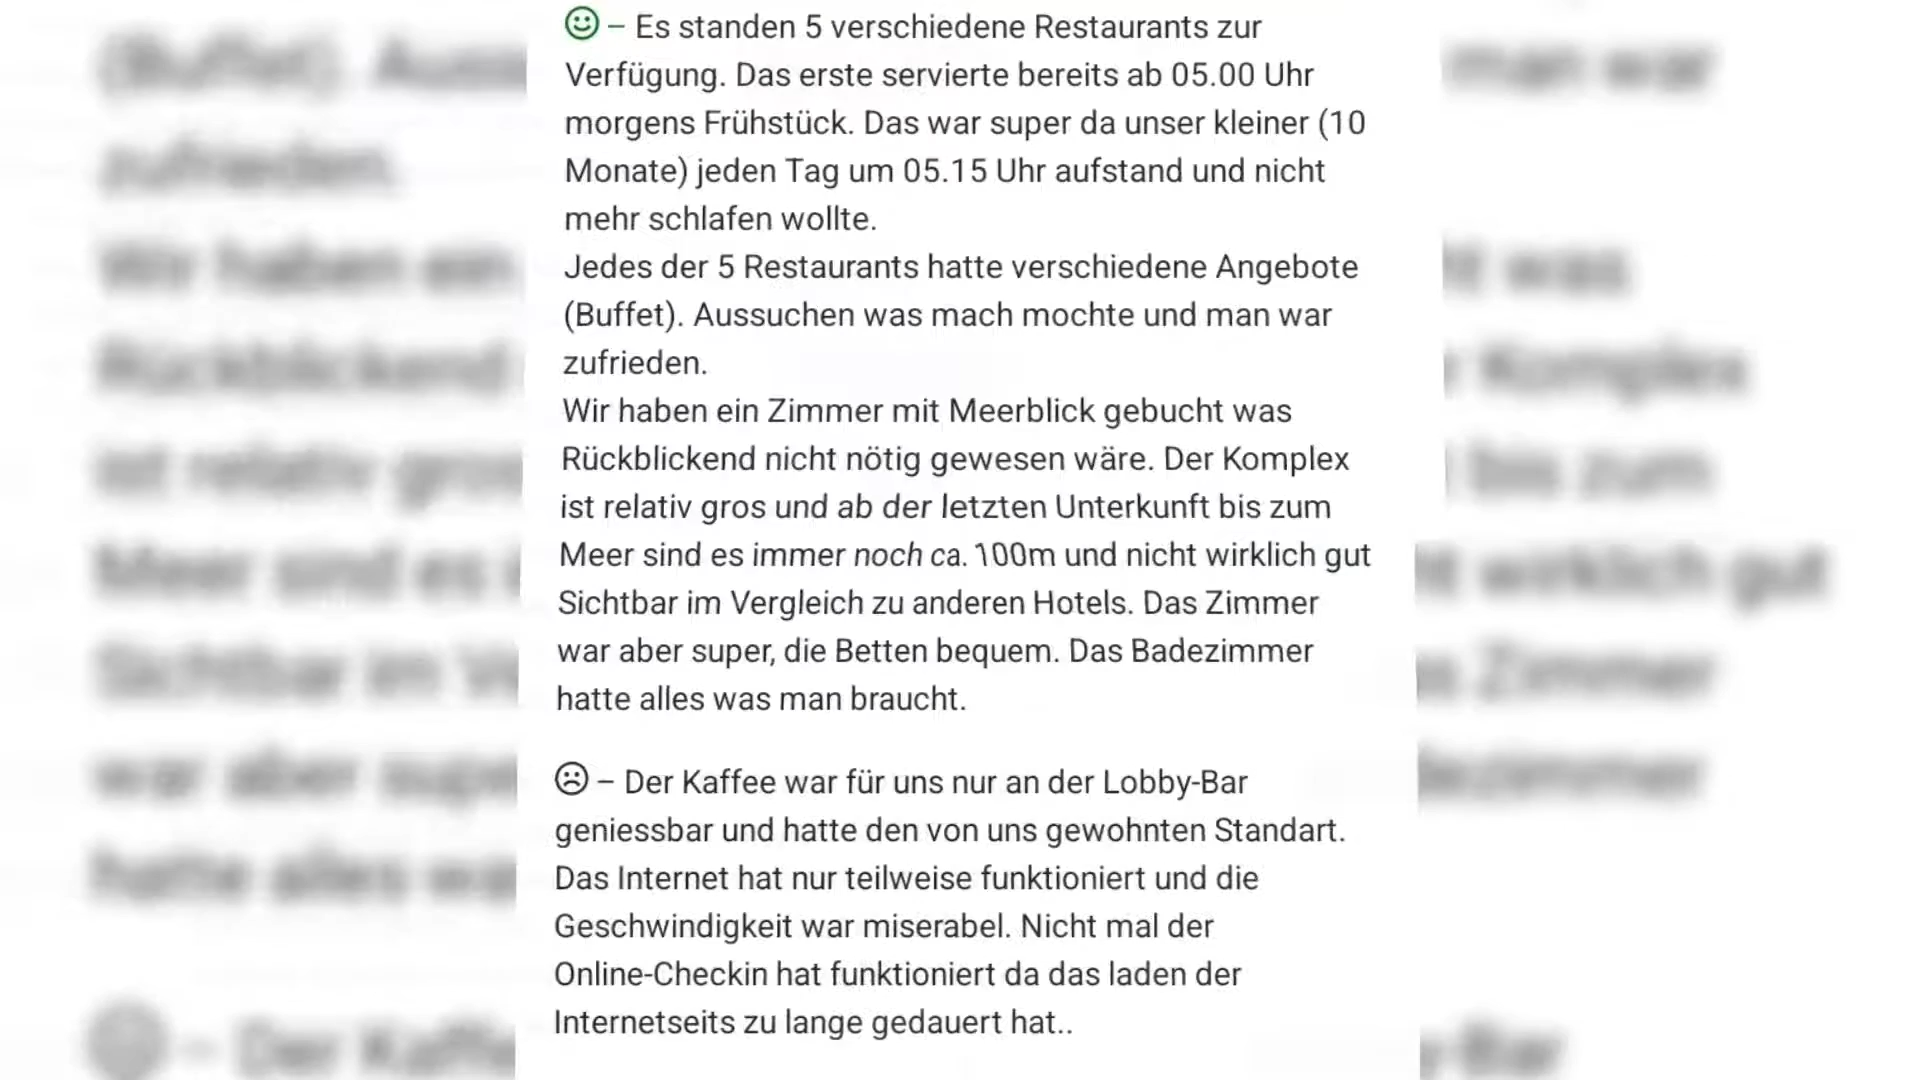 – Es standen 5 verschiedene Restaurants zur
Verfügung. Das erste servierte bereits ab 05.00 Uhr
morgens Frühstück. Das war super da unser kleiner (10
Monate) jeden Tag um 05.15 Uhr aufstand und nicht
mehr schlafen wollte.
Jedes der 5 Restaurants hatte verschiedene Angebote
(Buffet). Aussuchen was mach mochte und man war
zufrieden.
Wir haben ein Zimmer mit Meerblick gebucht was
Rückblickend nicht nötig gewesen wäre. Der Komplex
ist relativ gros und ab der letzten Unterkunft bis zum
Meer sind es immer noch ca. 100m und nicht wirklich gut
Sichtbar im Vergleich zu anderen Hotels. Das Zimmer
war aber super, die Betten bequem. Das Badezimmer
hatte alles was man braucht.
– Der Kaffee war für uns nur an der Lobby-Bar
geniessbar und hatte den von uns gewohnten Standart.
Das Internet hat nur teilweise funktioniert und die
Geschwindigkeit war miserabel. Nicht mal der
Online-Checkin hat funktioniert da das laden der
Internetseits zu lange gedauert hat..